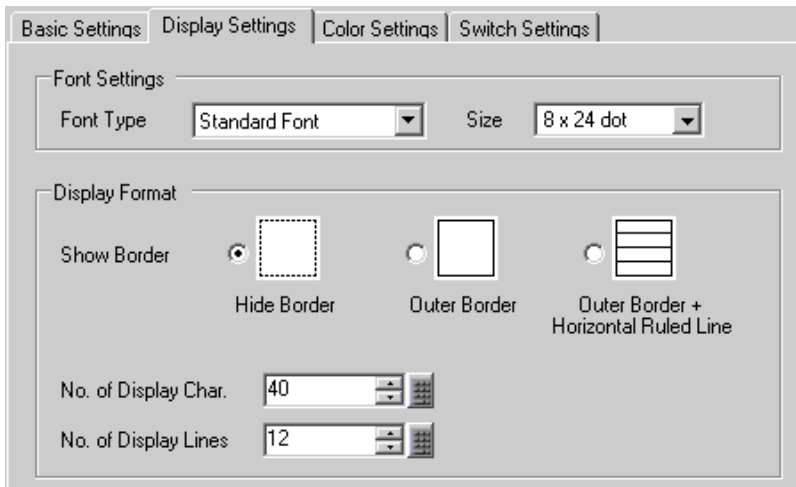 Basic Settings Display Settings Color Settings Switch Settings
Font Settings
Font Type Standard Font Size 8 x 24 dot
Display Format
Show Border
Hide Border Outer Border Outer Border +
Horizontal Ruled Line
No. of Display Char. 40
No. of Display Lines 12